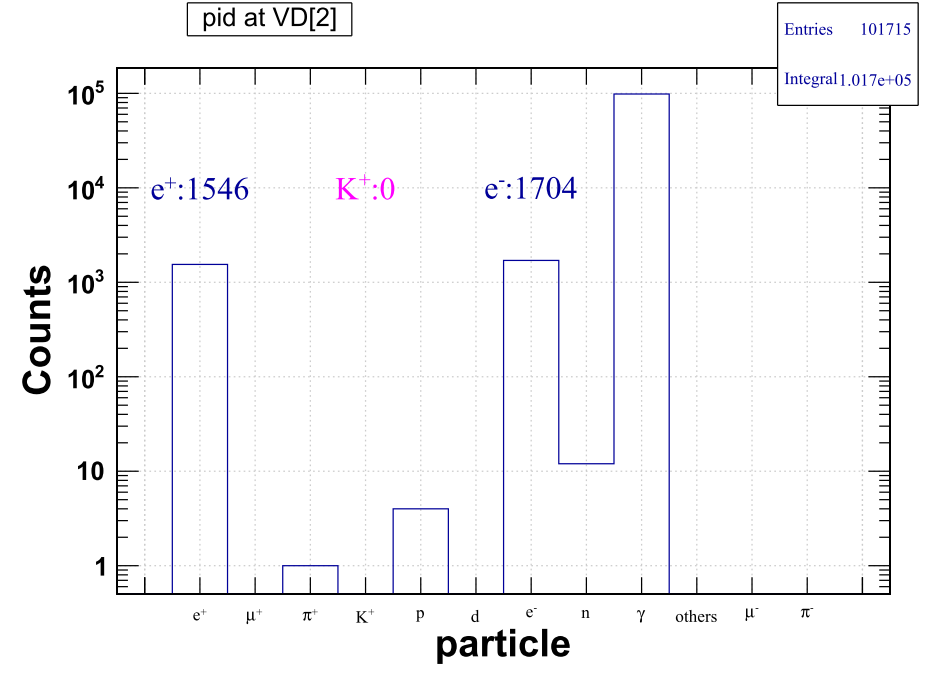 pid at VD[2]
Entries 101715
Integral 1.017e+05
10⁵
e⁺:1546 K⁺:0 e⁻:1704
10⁴
10³
10²
10
1
Counts
e⁺ μ⁺ π⁺ K⁺ p d e⁻ n γ others μ⁻ π⁻
particle